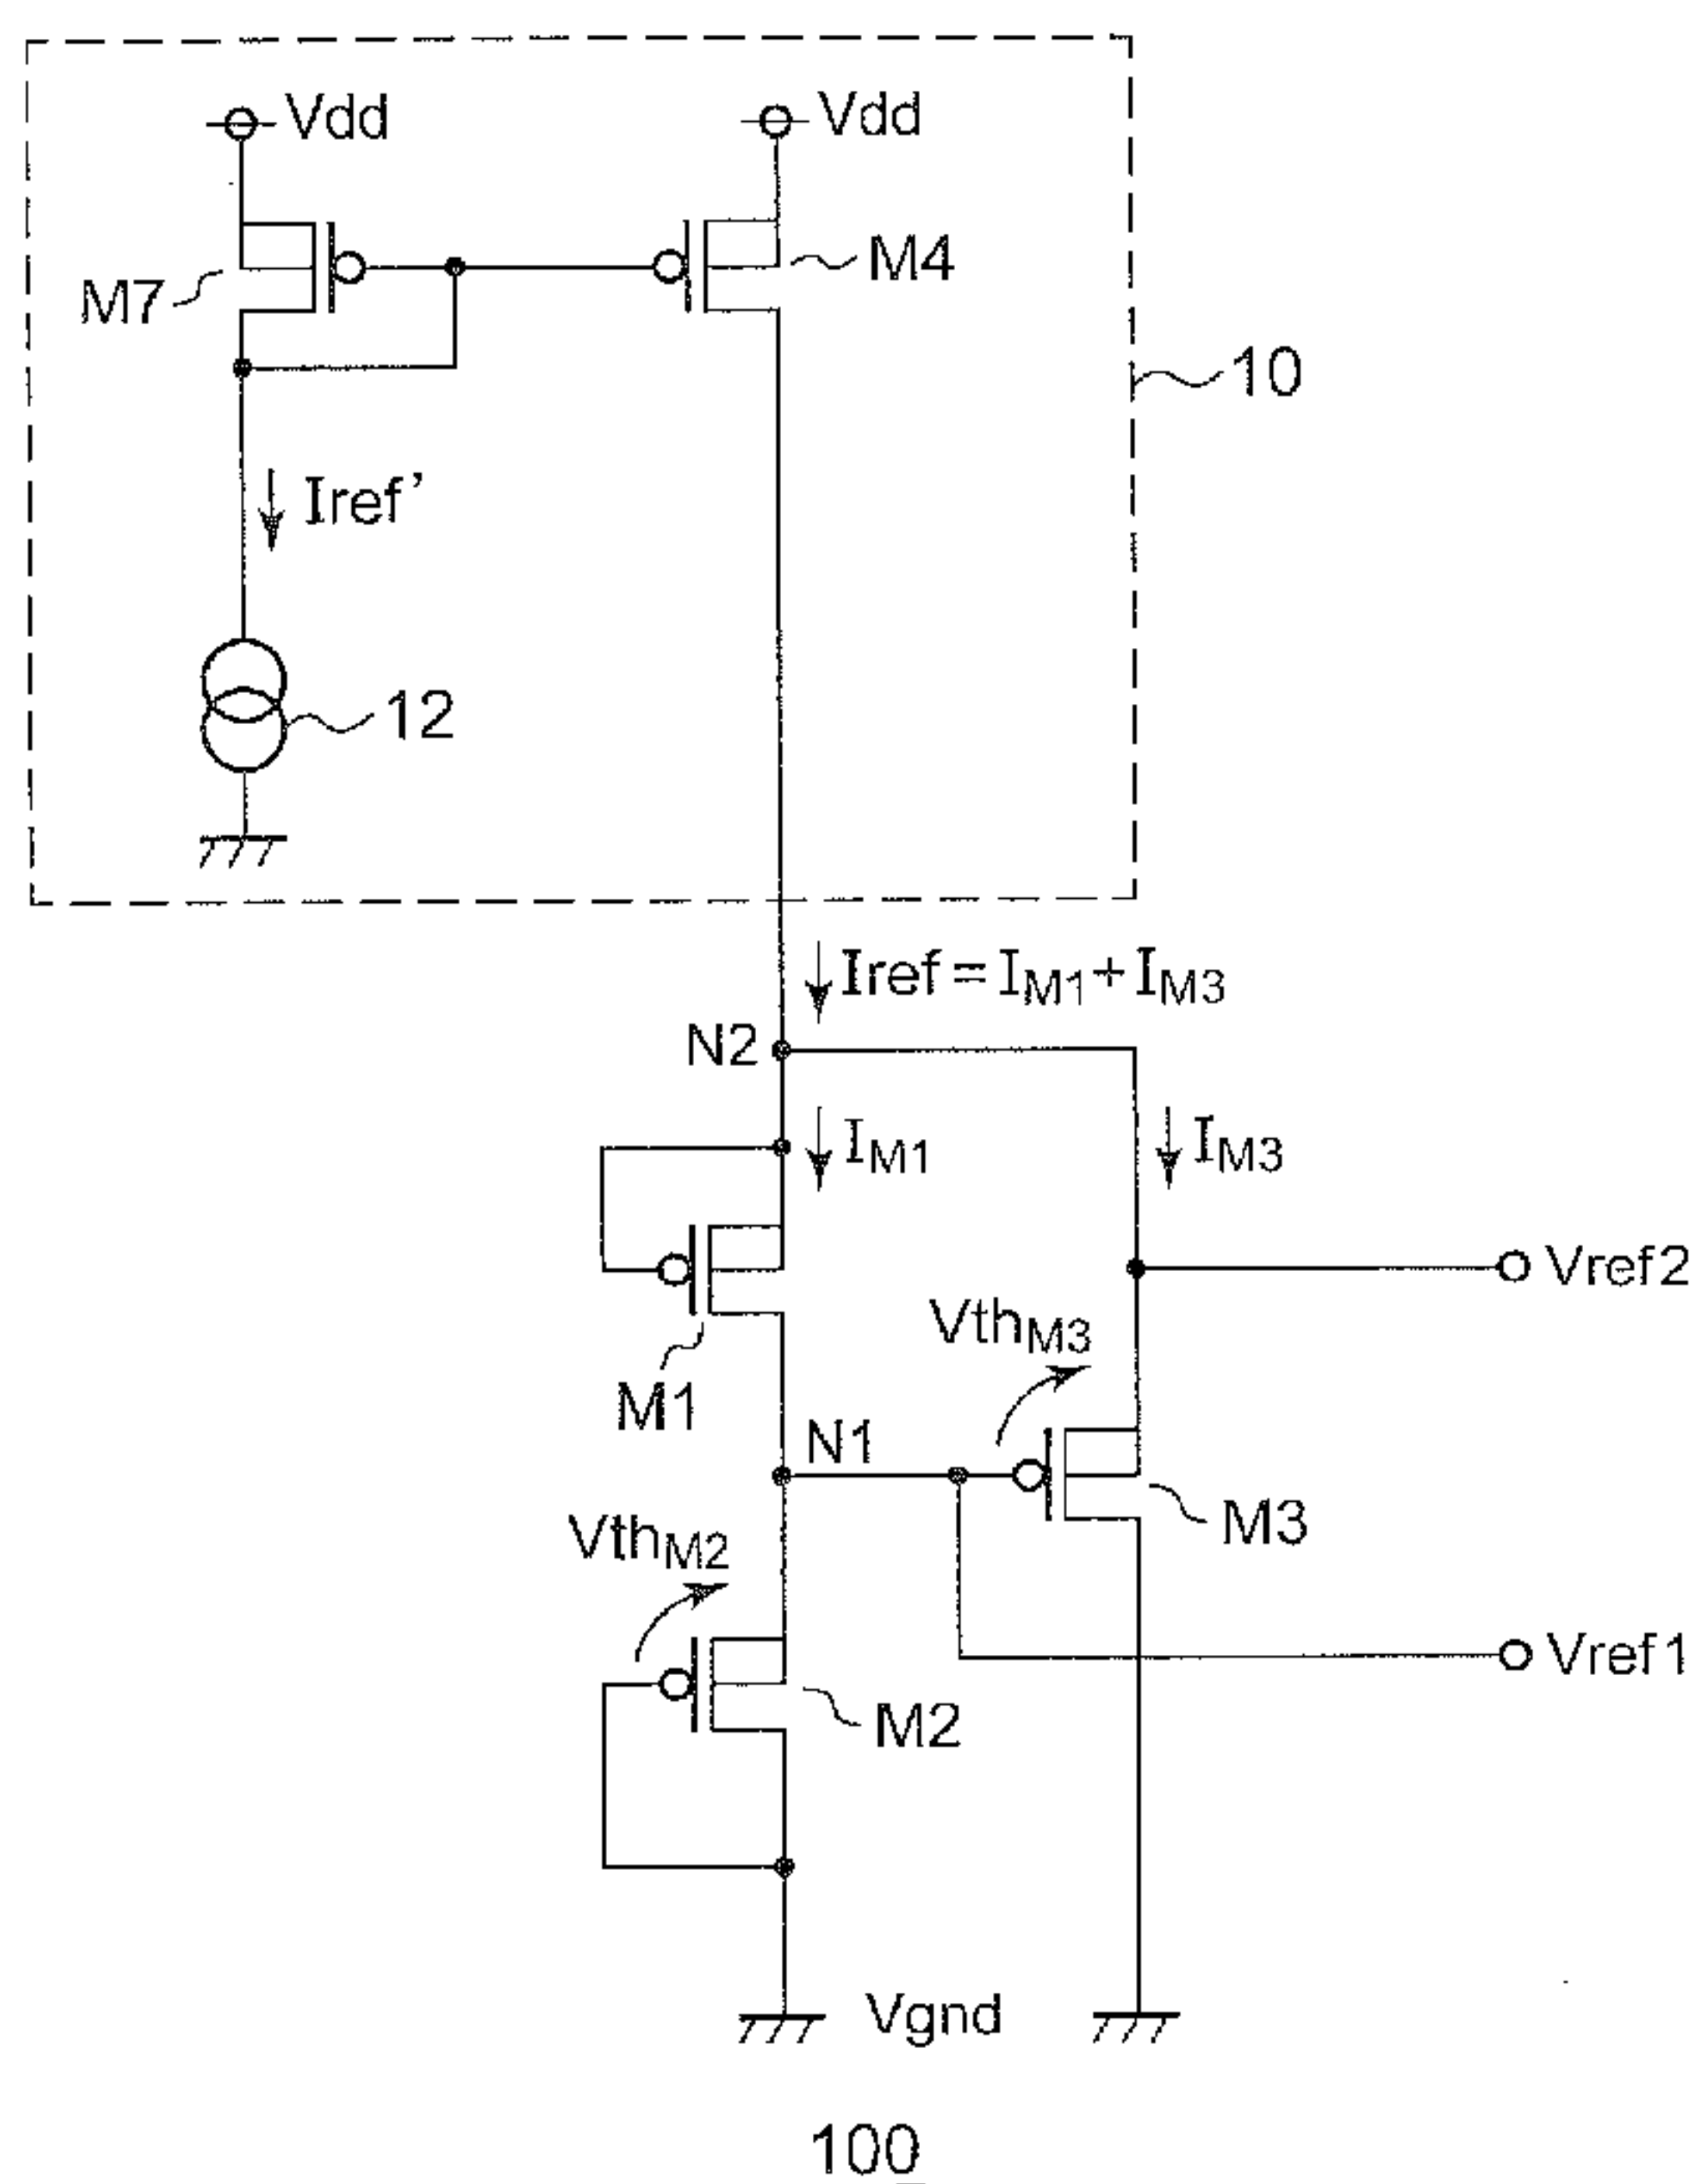 Vdd
Vdd
M7
M4
10
Iref’
12
Iref = IM1+IM3
N2
IM1
IM3
Vref2
VthM3
M1
N1
M3
VthM2
Vref1
M2
Vgnd
100